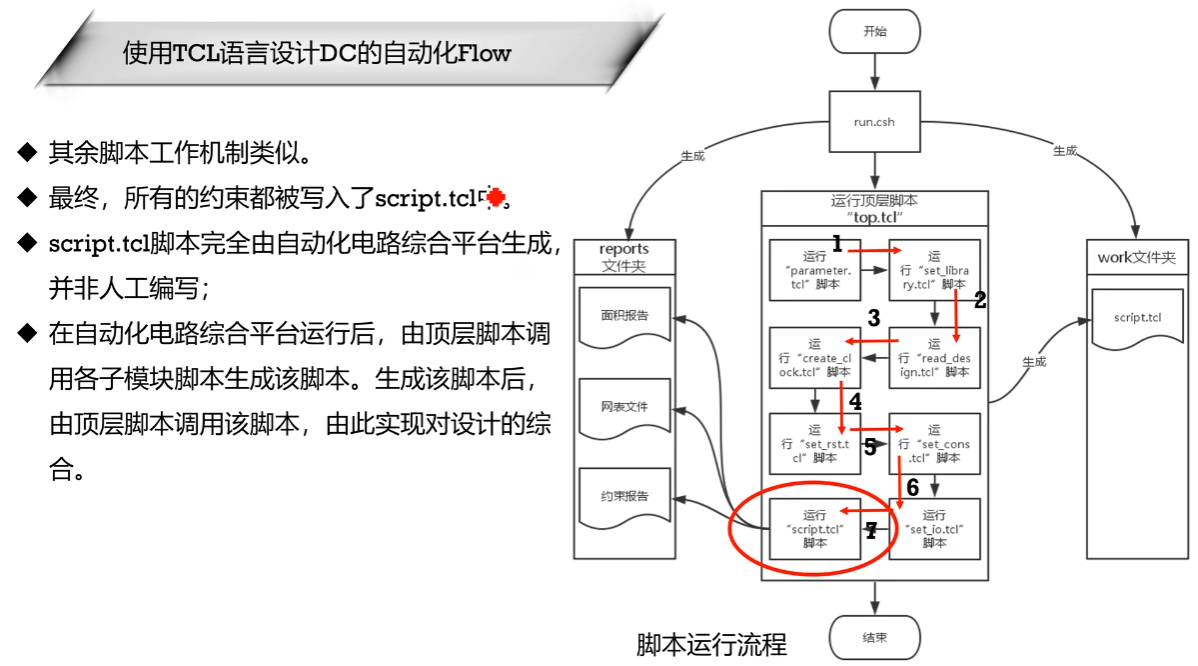 使用TCL语言设计DC的自动化Flow
◆ 其余脚本工作机制类似。
◆ 最终，所有的约束都被写入了script.tcl中。
◆ script.tcl脚本完全由自动化电路综合平台生成，
并非人工编写；
◆ 在自动化电路综合平台运行后，由顶层脚本调
用各子模块脚本生成该脚本。生成该脚本后，
由顶层脚本调用该脚本，由此实现对设计的综
合。
开始
run.csh
生成
生成
运行顶层脚本
“top.tcl”
reports
文件夹
面积报告
网表文件
约束报告
运行
“parameter.
tcl”脚本
1
运
行“set_libra
ry.tcl”脚本
2
运
行“read_des
ign.tcl”脚本
3
运
行“create_cl
ock.tcl”脚本
4
运
行“set_rst.t
cl”脚本
5
运
行“set_cons
.tcl”脚本
6
运行
“set_io.tcl”
脚本
7
运行
“script.tcl”
脚本
生成
work文件夹
script.tcl
结束
脚本运行流程